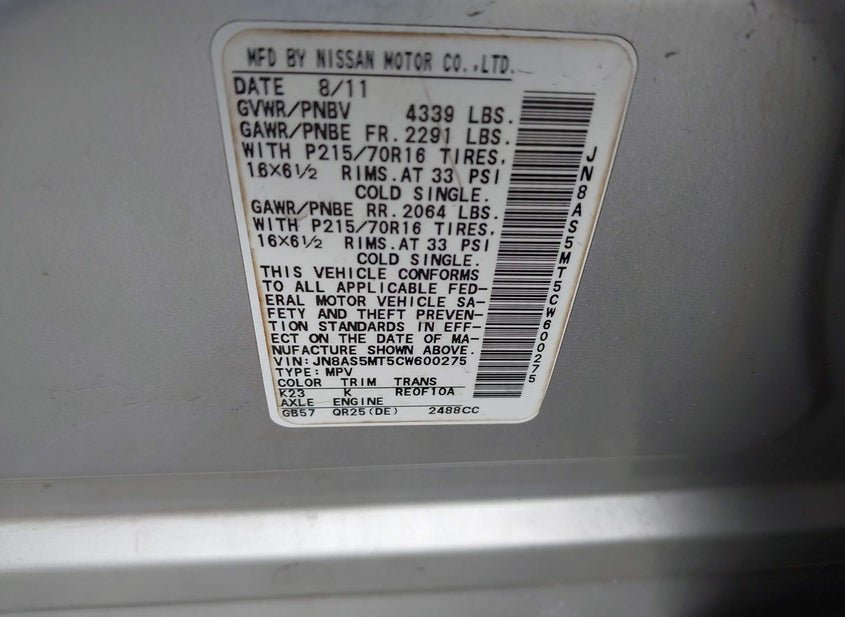 MFD BY NISSAN MOTOR CO.,LTD.
DATE 8/11
GVWR/PNBV 4339 LBS.
GAWR/PNBE FR. 2291 LBS.
WITH P215/70R16 TIRES,
16X6½ RIMS.AT 33 PSI
COLD SINGLE.
GAWR/PNBE RR. 2064 LBS.
WITH P215/70R16 TIRES,
16X6½ RIMS.AT 33 PSI
COLD SINGLE.
THIS VEHICLE CONFORMS
TO ALL APPLICABLE FED-
ERAL MOTOR VEHICLE SA-
FETY AND THEFT PREVEN-
TION STANDARDS IN EFF-
ECT ON THE DATE OF MA-
NUFACTURE SHOWN ABOVE.
VIN:JN8AS5MT5CW600275
TYPE:MPV
COLOR TRIM TRANS
K23 K RE0F10A
AXLE ENGINE
GB57 QR25(DE) 2488CC
JN8AS5MT5CW600275